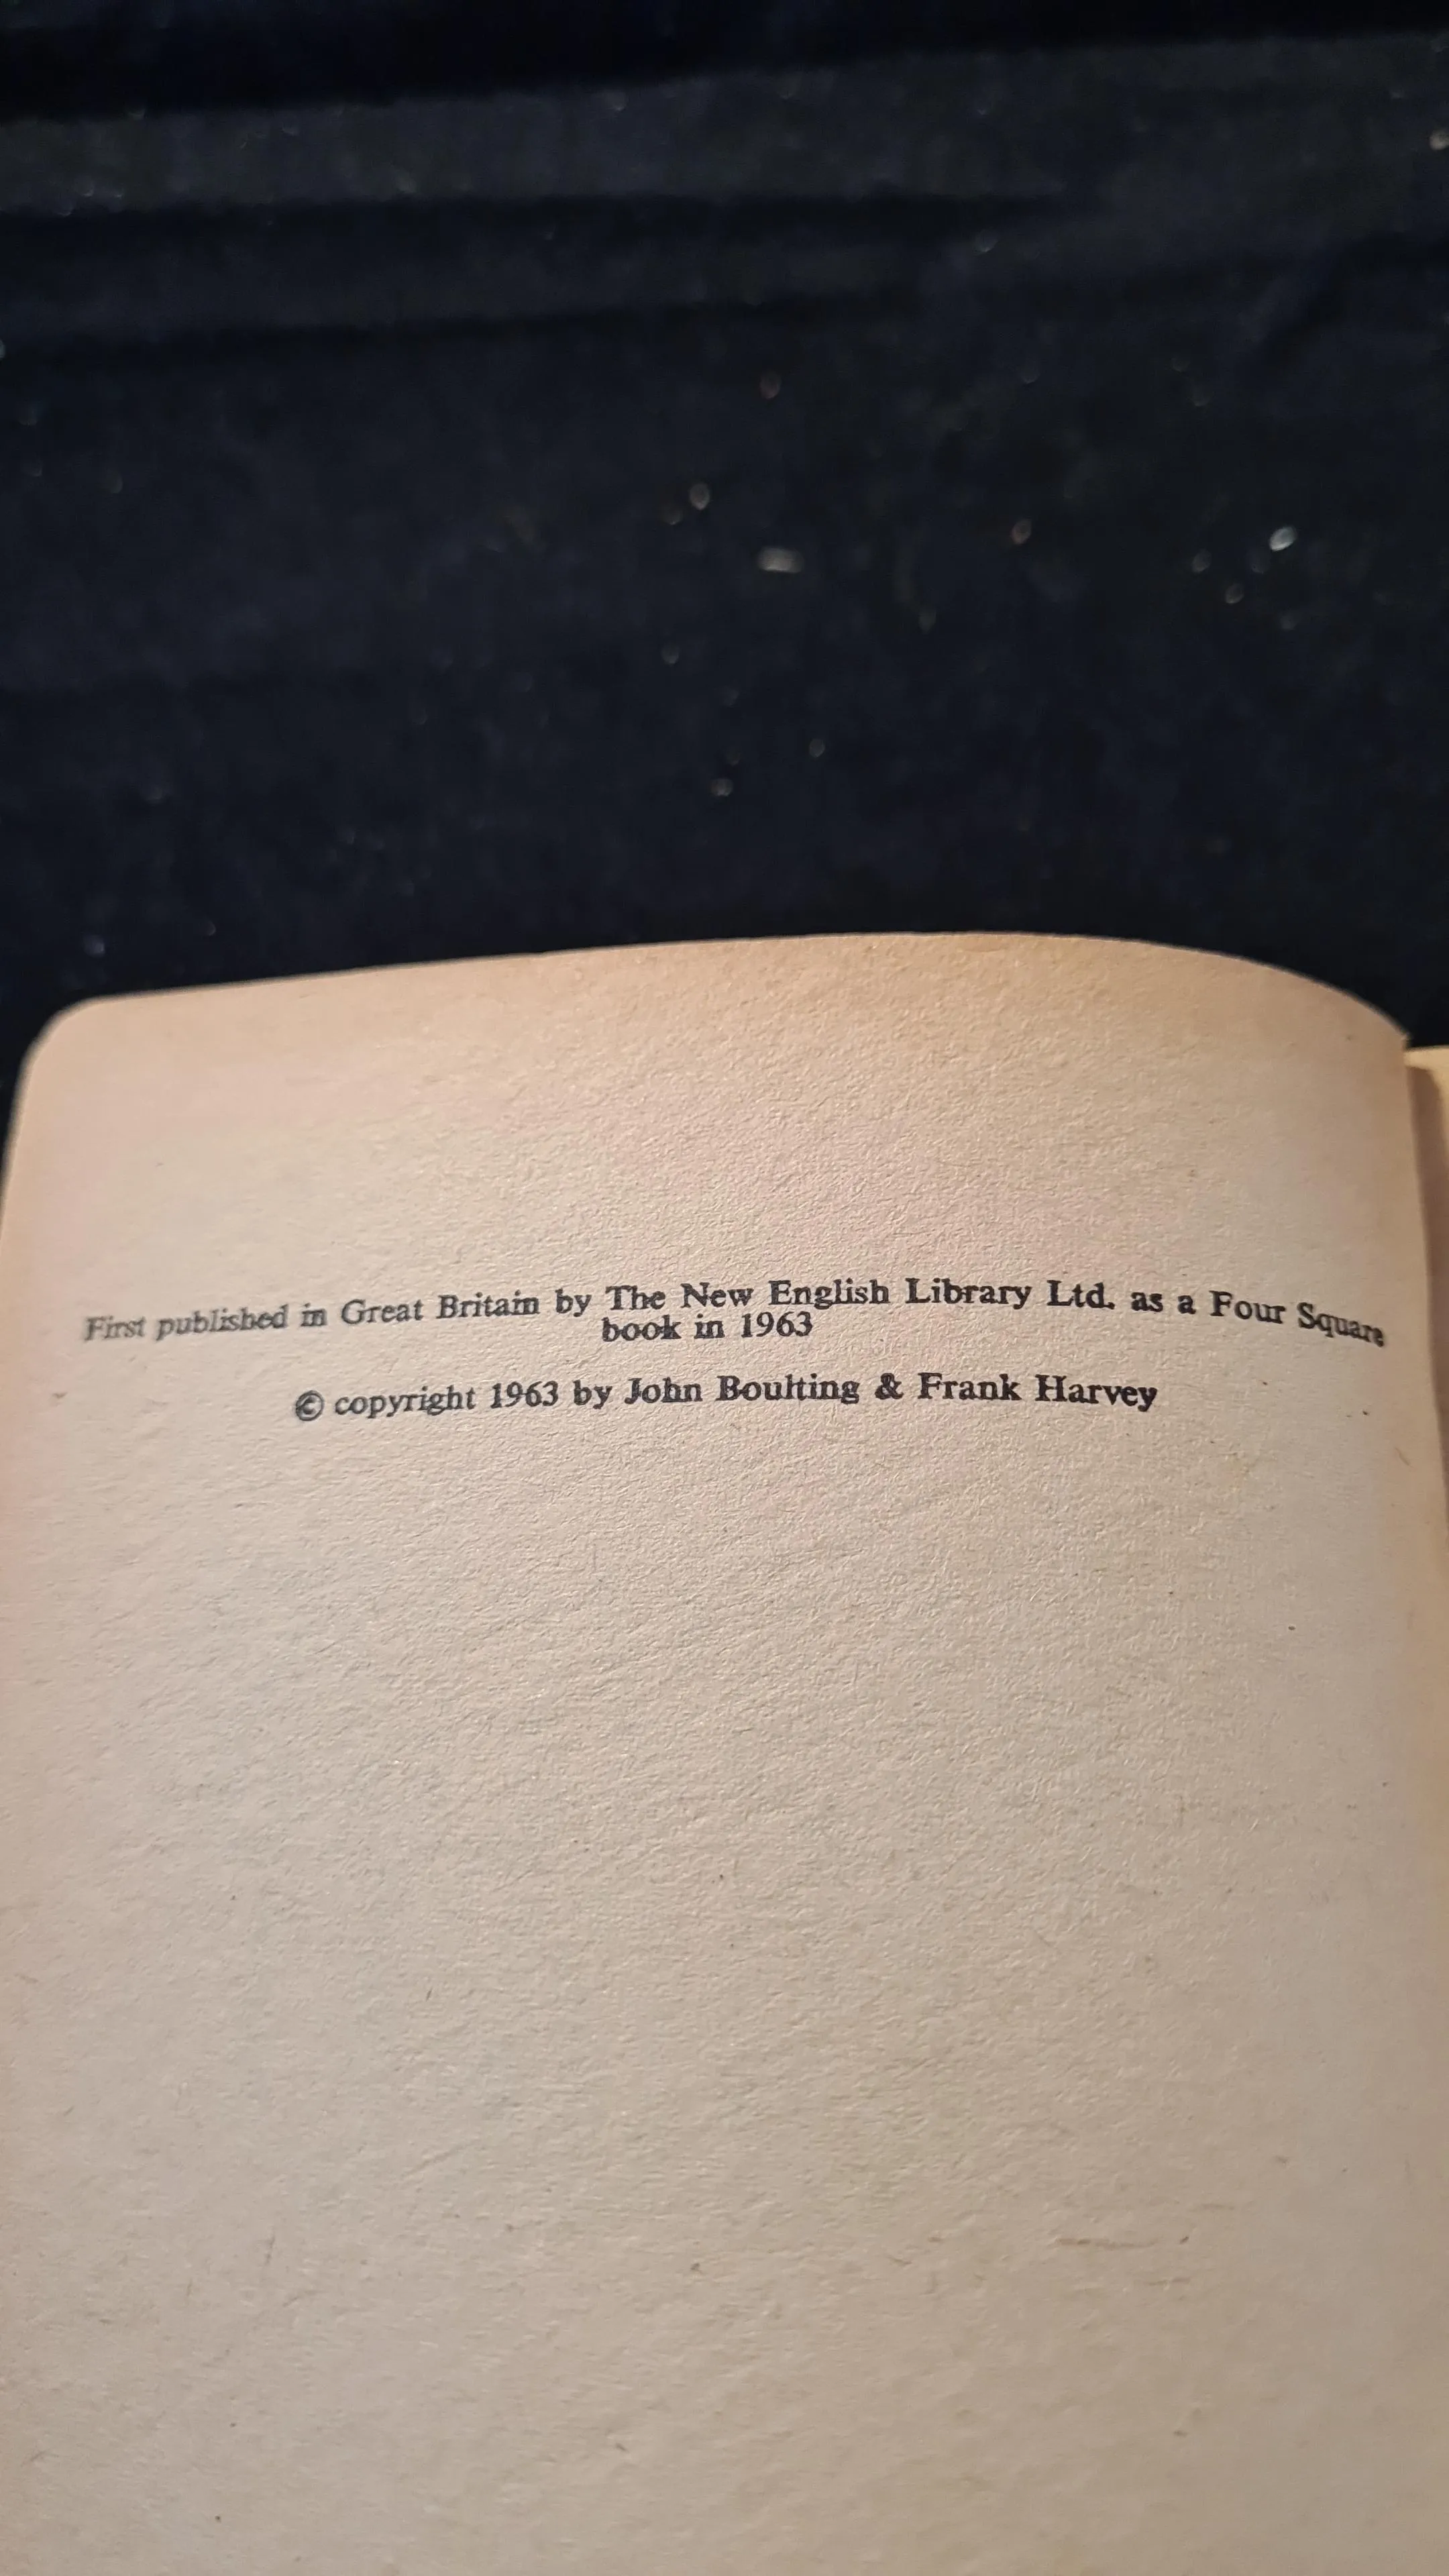 First published in Great Britain by The New English Library Ltd. as a Four Square
book in 1963
© copyright 1963 by John Boulting & Frank Harvey